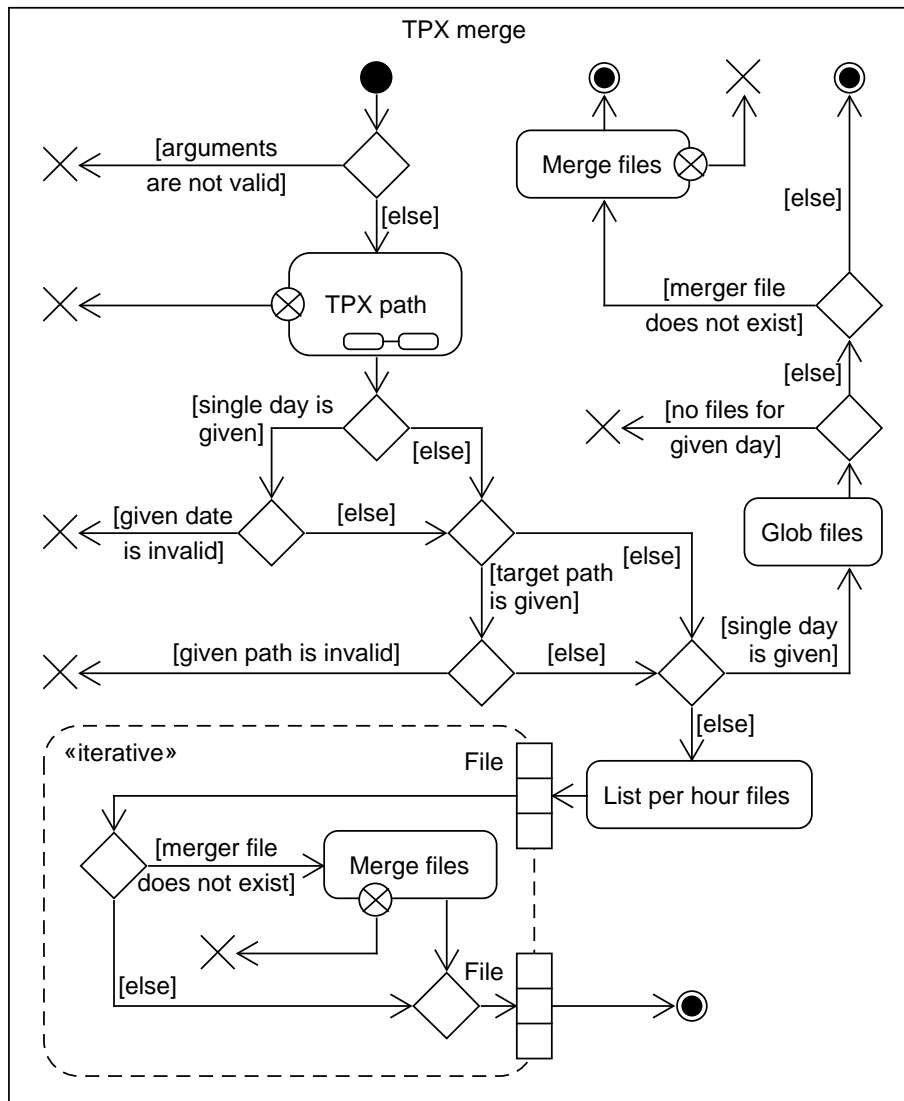 TPX merge
[arguments
are not valid]
[else]
TPX path
[single day is
given]
[else]
[given date
is invalid]
[else]
[target path
is given]
[else]
[given path is invalid]
[else]
[single day
is given]
[else]
Glob files
[no files for
given day]
[else]
[merger file
does not exist]
[else]
Merge files
List per hour files
«iterative»
File
[merger file
does not exist]
Merge files
[else]
File